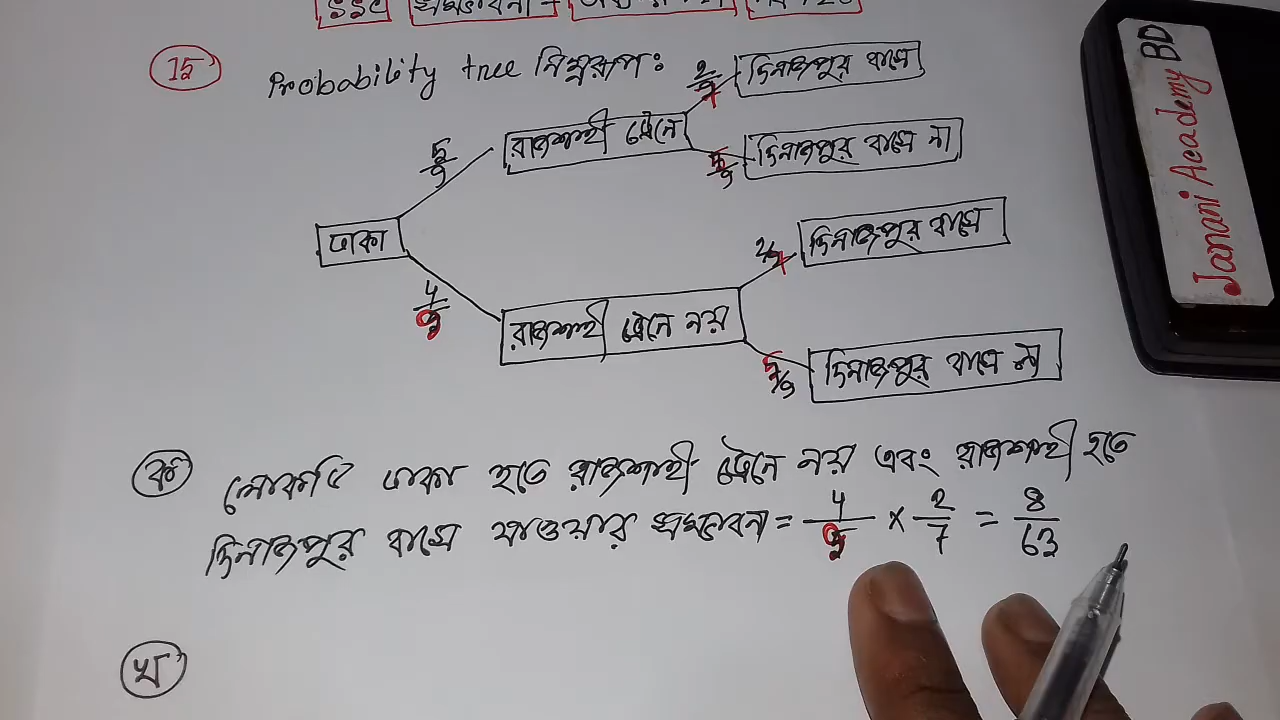 SSC
15 Probability tree নিম্নরূপঃ
2/7 দিনাজপুর বাসে
5/9 রাজশাহী ট্রেনে
5/7 দিনাজপুর বাসে না
ঢাকা
2/7 দিনাজপুর বাসে
4/9 রাজশাহী ট্রেনে নয়
5/7 দিনাজপুর বাসে না
ক লোকটি ঢাকা হতে রাজশাহী ট্রেনে নয় এবং রাজশাহী হতে
দিনাজপুর বাসে যাওয়ার সম্ভাবনা = 4/9 × 2/7 = 8/63
খ
Janani Academy BD